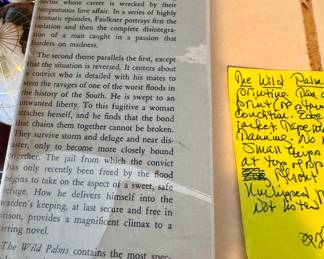 doctor whose career is wrecked by their
tempestuous love affair. In a series of highly
dramatic episodes, Faulkner portrays first the
isolation and then the complete disintegra-
tion of a man caught in a passion that
borders on madness.
The second theme parallels the first, except
that the situation is reversed. It centers about
a convict who is detailed with his mates to
stem the ravages of one of the worst floods in
the history of the South. He is swept to an
unwanted liberty. To this fugitive a woman
attaches herself, and he finds that the bond
that chains them together cannot be broken.
They survive storm and deluge and near dis-
aster, only to become more closely bound
together. The jail from which the convict
has only recently been freed by the flood
begins to take on the aspect of a sweet, safe
refuge. How he delivers himself into the
warden's keeping, at last secure and free in
prison, provides a magnificent climax to a
stirring novel.
The Wild Palms contains the most spec-
The Wild Palms
printing
print
condition. Edge
jacket
Small chips
at top of
front
Unclipped
not noted